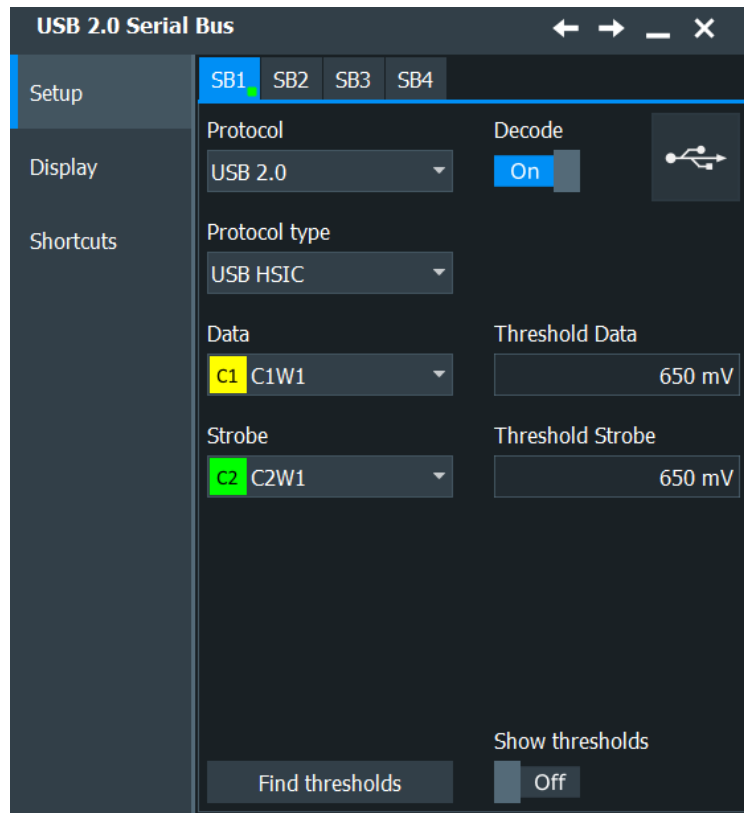 USB 2.0 Serial Bus
Setup
Display
Shortcuts
SB1 SB2 SB3 SB4
Protocol
Decode
USB 2.0
On
Protocol type
USB HSIC
Data
Threshold Data
C1 C1W1
650 mV
Strobe
Threshold Strobe
C2 C2W1
650 mV
Show thresholds
Find thresholds
Off